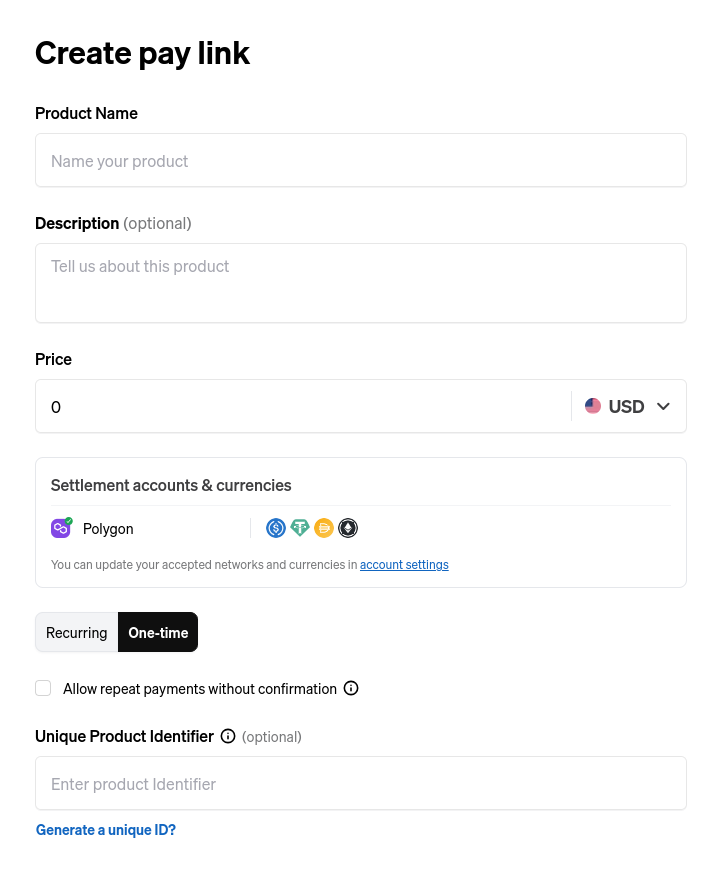 Create pay link
Product Name
Name your product
Description (optional)
Tell us about this product
Price
0 USD
Settlement accounts & currencies
Polygon
You can update your accepted networks and currencies in account settings
Recurring One-time
Allow repeat payments without confirmation
Unique Product Identifier (optional)
Enter product Identifier
Generate a unique ID?